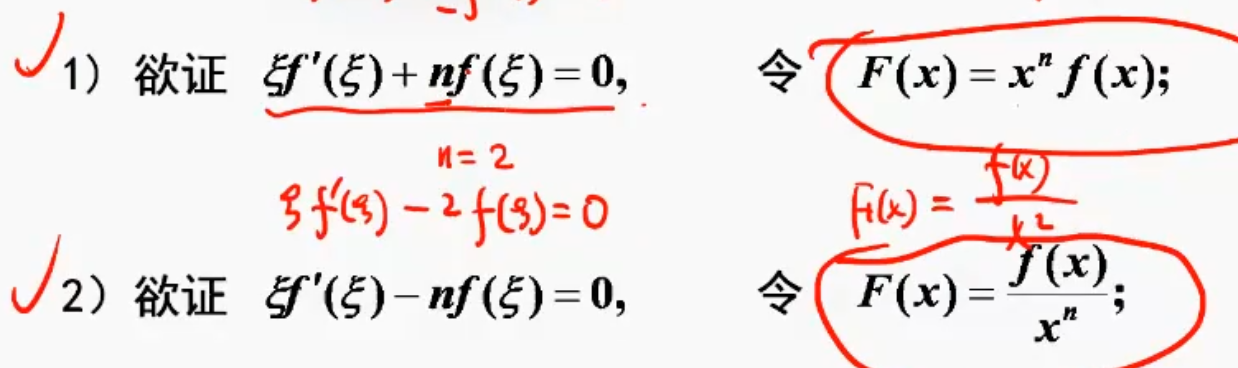 1) 欲证 ξf'(ξ)+nf(ξ)=0, 令 F(x)=xⁿf(x);
n=2
ξf'(ξ)-2f(ξ)=0 F(x)=f(x)/x²
2) 欲证 ξf'(ξ)-nf(ξ)=0, 令 F(x)=f(x)/xⁿ;